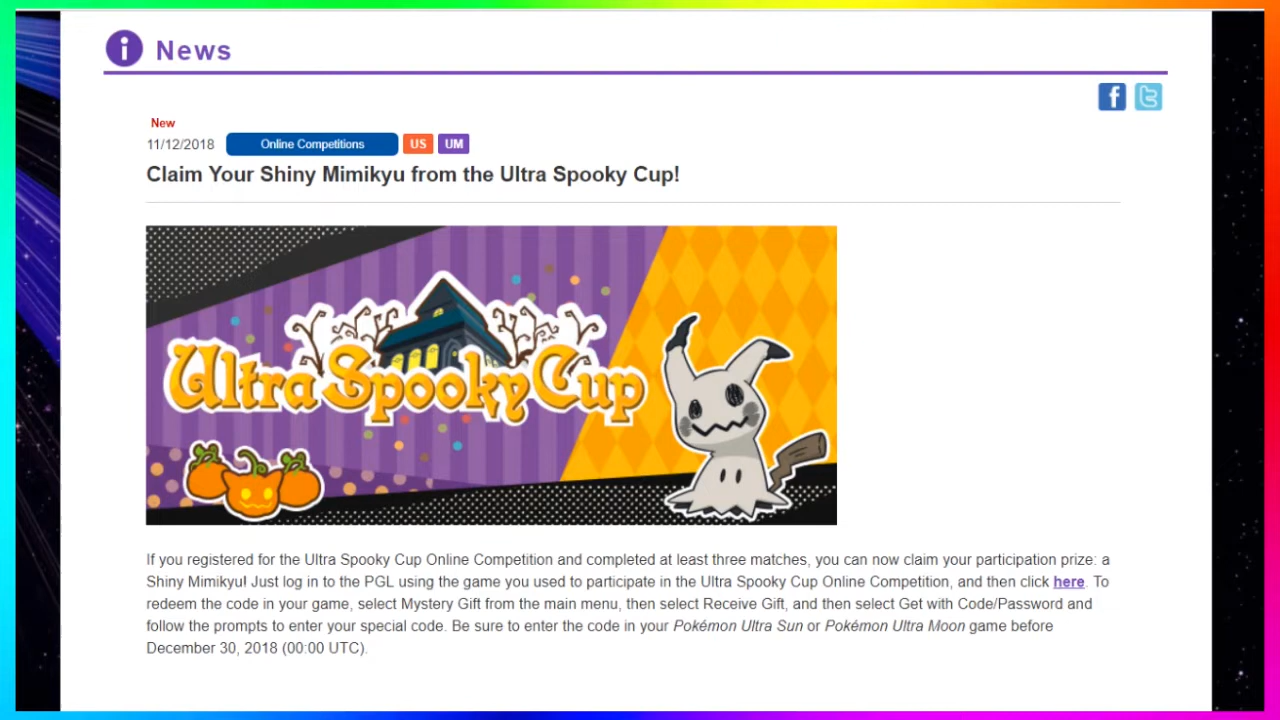 News
New
11/12/2018 Online Competitions US UM
Claim Your Shiny Mimikyu from the Ultra Spooky Cup!
Ultra Spooky Cup
If you registered for the Ultra Spooky Cup Online Competition and completed at least three matches, you can now claim your participation prize: a
Shiny Mimikyu! Just log in to the PGL using the game you used to participate in the Ultra Spooky Cup Online Competition, and then click here. To
redeem the code in your game, select Mystery Gift from the main menu, then select Receive Gift, and then select Get with Code/Password and
follow the prompts to enter your special code. Be sure to enter the code in your Pokémon Ultra Sun or Pokémon Ultra Moon game before
December 30, 2018 (00:00 UTC).